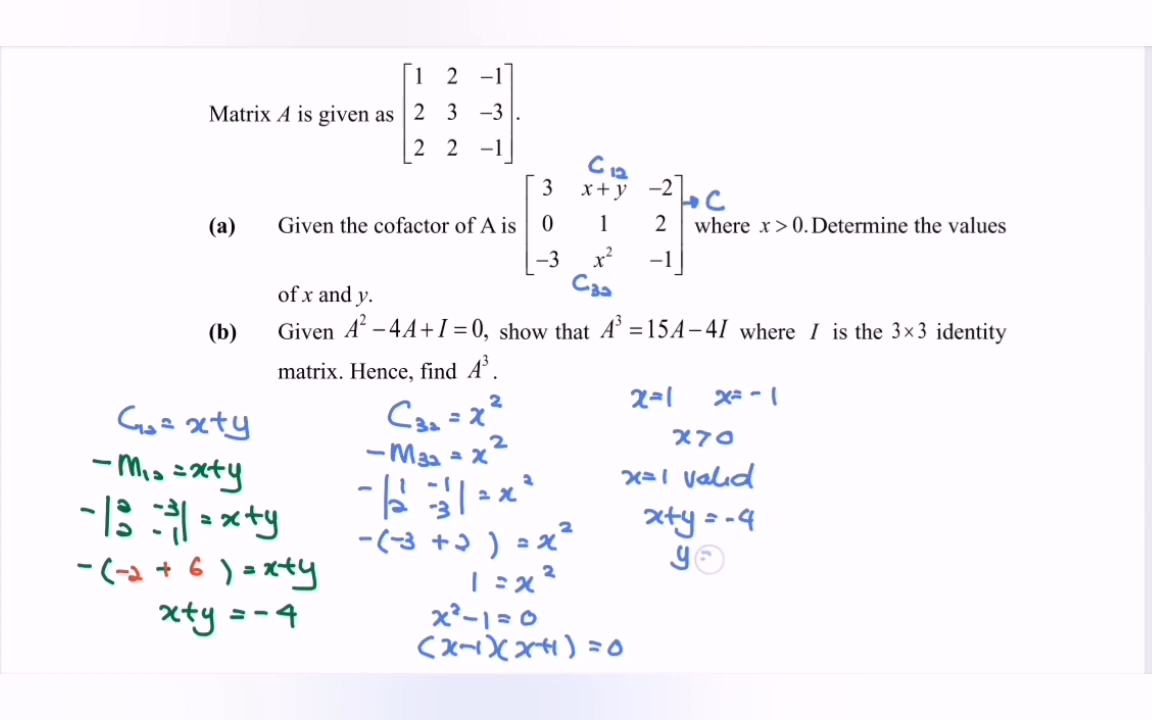 Matrix A is given as [1 2 −1
2 3 −3
2 2 −1].
C12
(a) Given the cofactor of A is [3 x+y −2
0 1 2
−3 x² −1] → C where x > 0. Determine the values
C32
of x and y.
(b) Given A² − 4A + I = 0, show that A³ = 15A − 4I where I is the 3×3 identity
matrix. Hence, find A³.
C12 = x+y
-M12 = x+y
-|2 -3
2 -1| = x+y
-(-2 + 6) = x+y
x+y = -4
C32 = x²
-M32 = x²
-|1 -1
2 -3| = x²
-(-3 + 2) = x²
1 = x²
x²-1 = 0
(x-1)(x+1) = 0
x=1 x=-1
x>0
x=1 valid
x+y = -4
y=